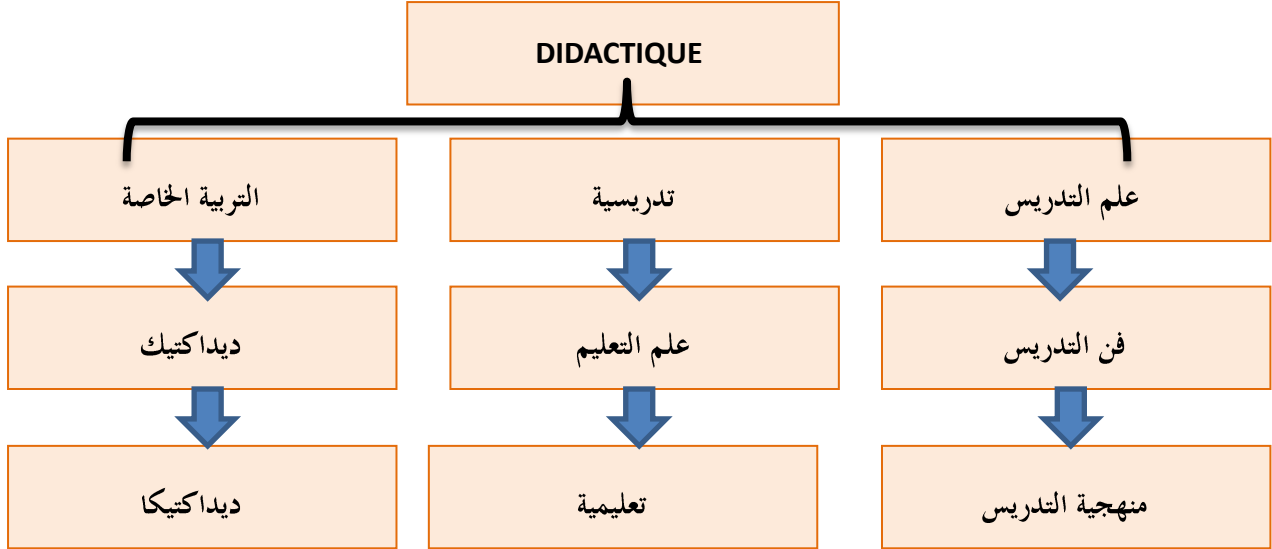 DIDACTIQUE
علم التدريس
تدريسية
التربية الخاصة
فن التدريس
علم التعليم
ديداكتيك
منهجية التدريس
تعليمية
ديداكتيكا